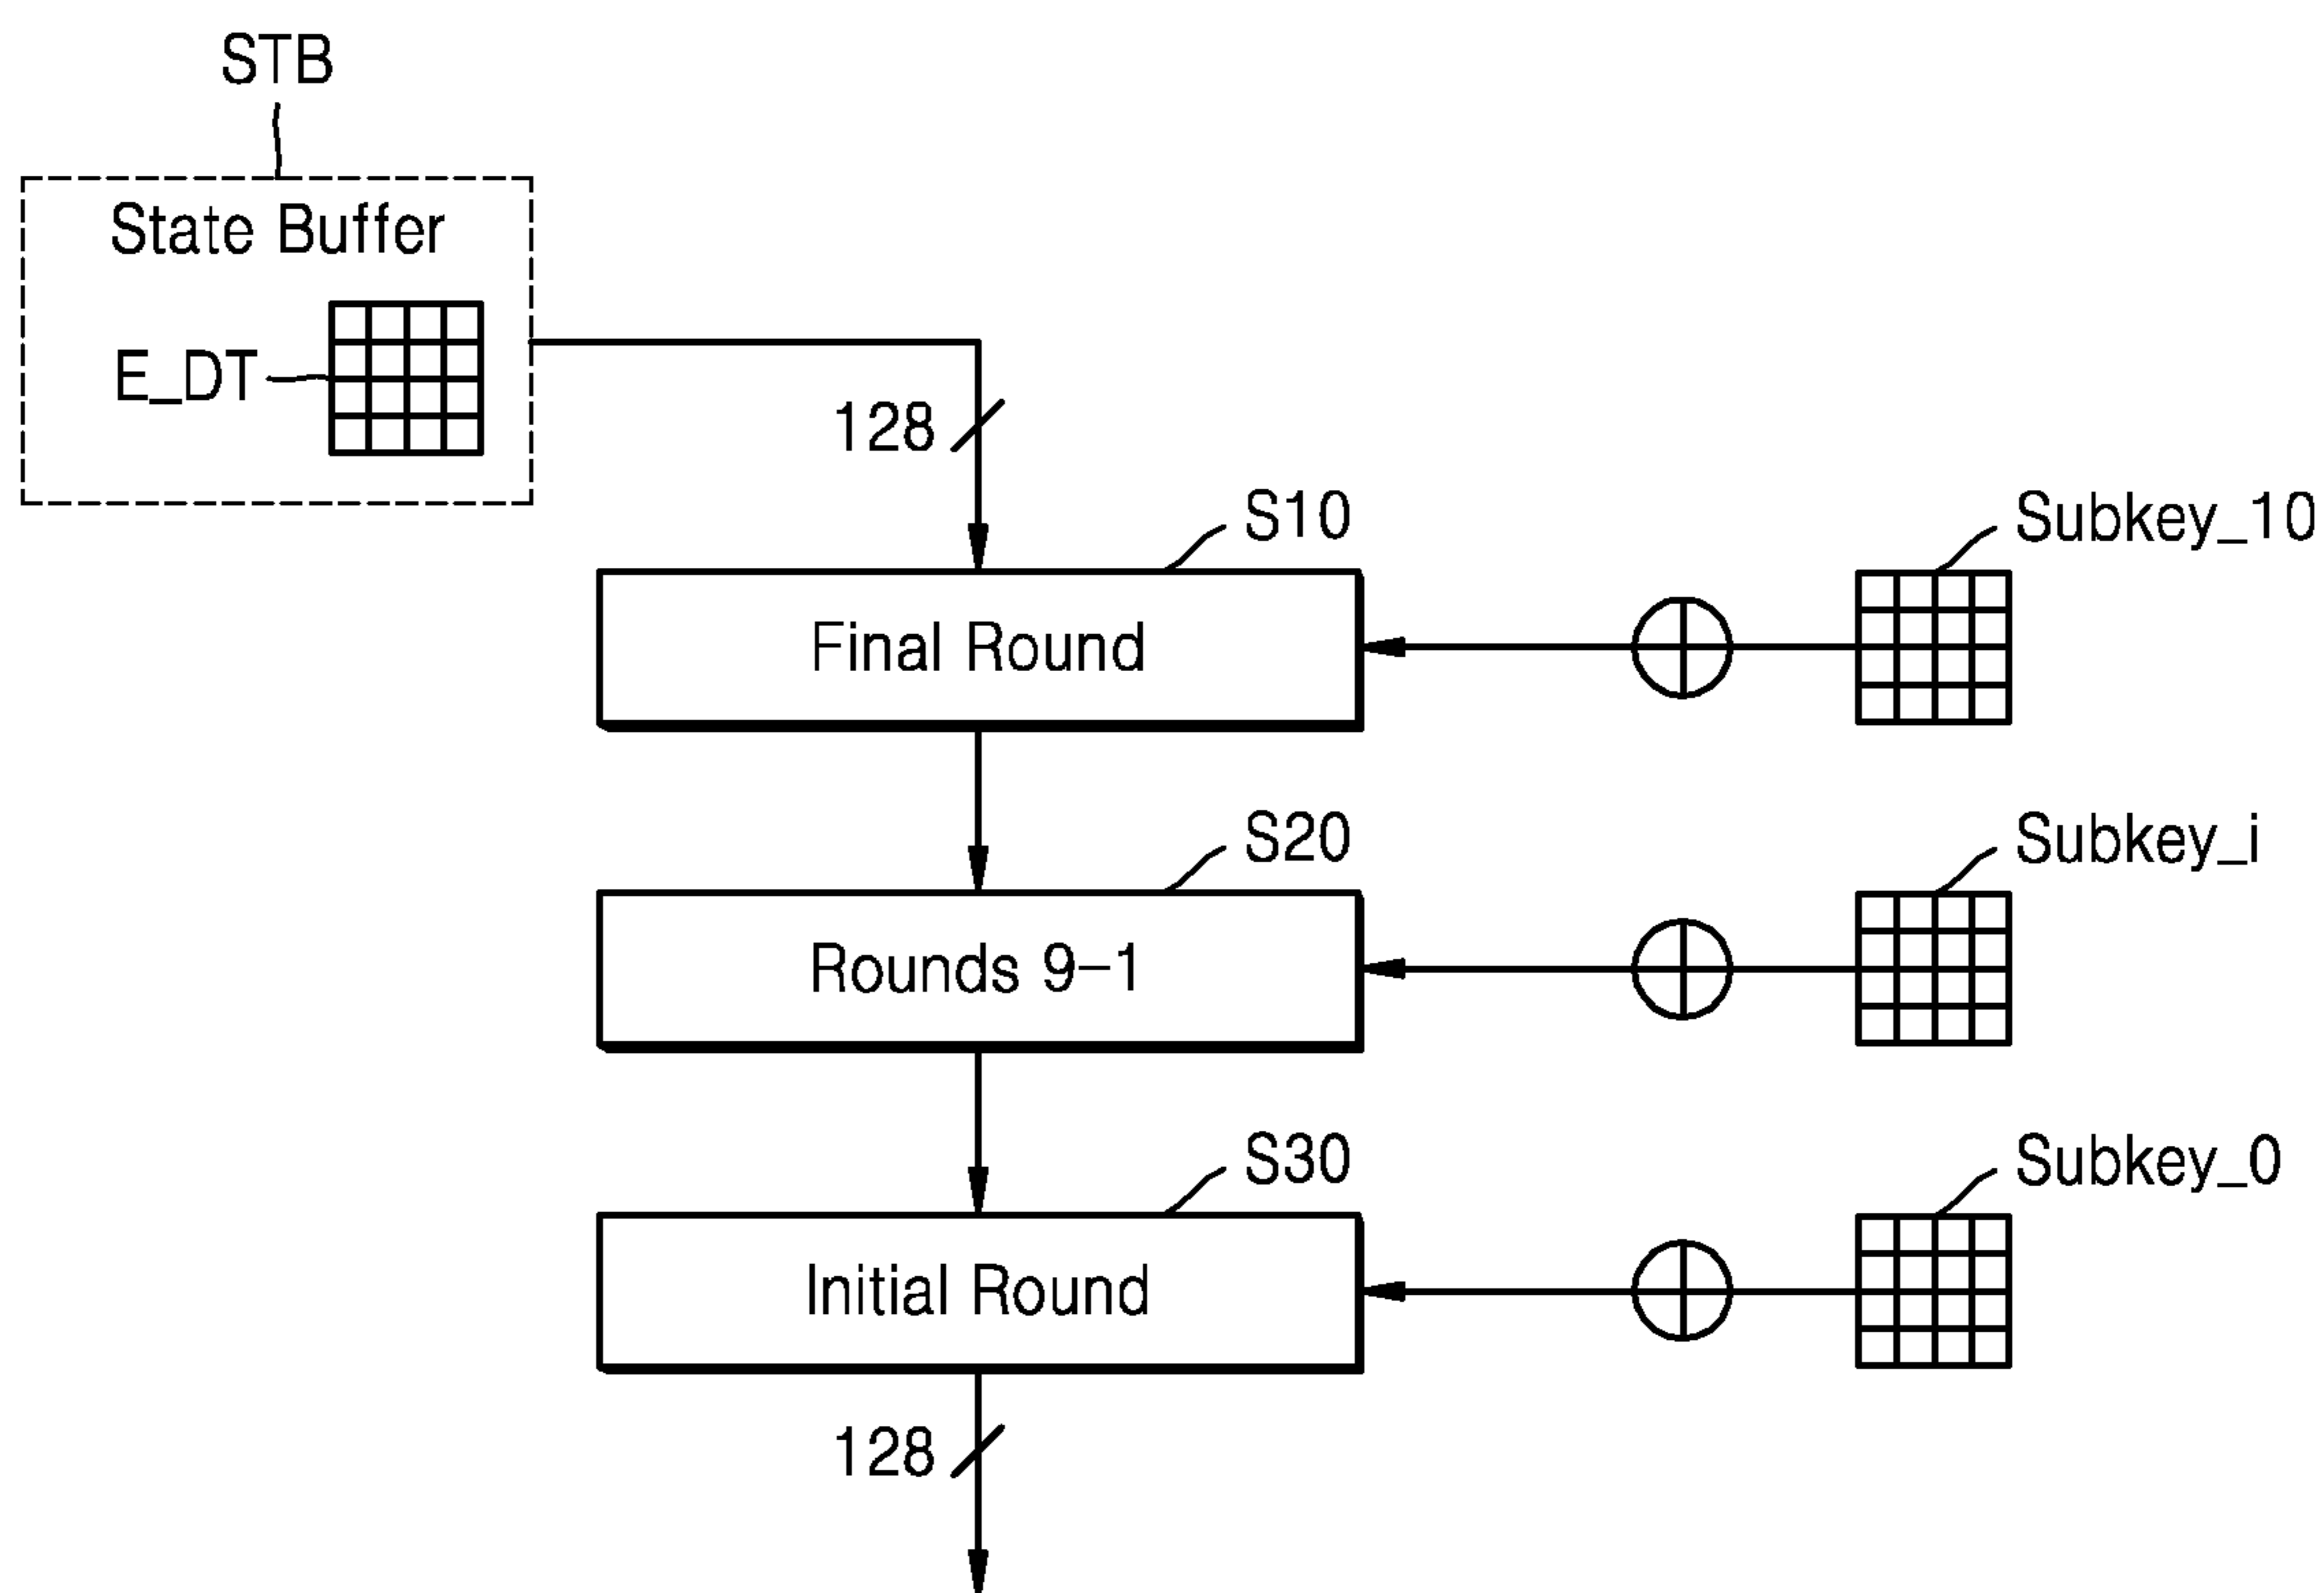 STB
State Buffer
E_DT
128
S10
Subkey_10
Final Round
S20
Subkey_i
Rounds 9-1
S30
Subkey_0
Initial Round
128